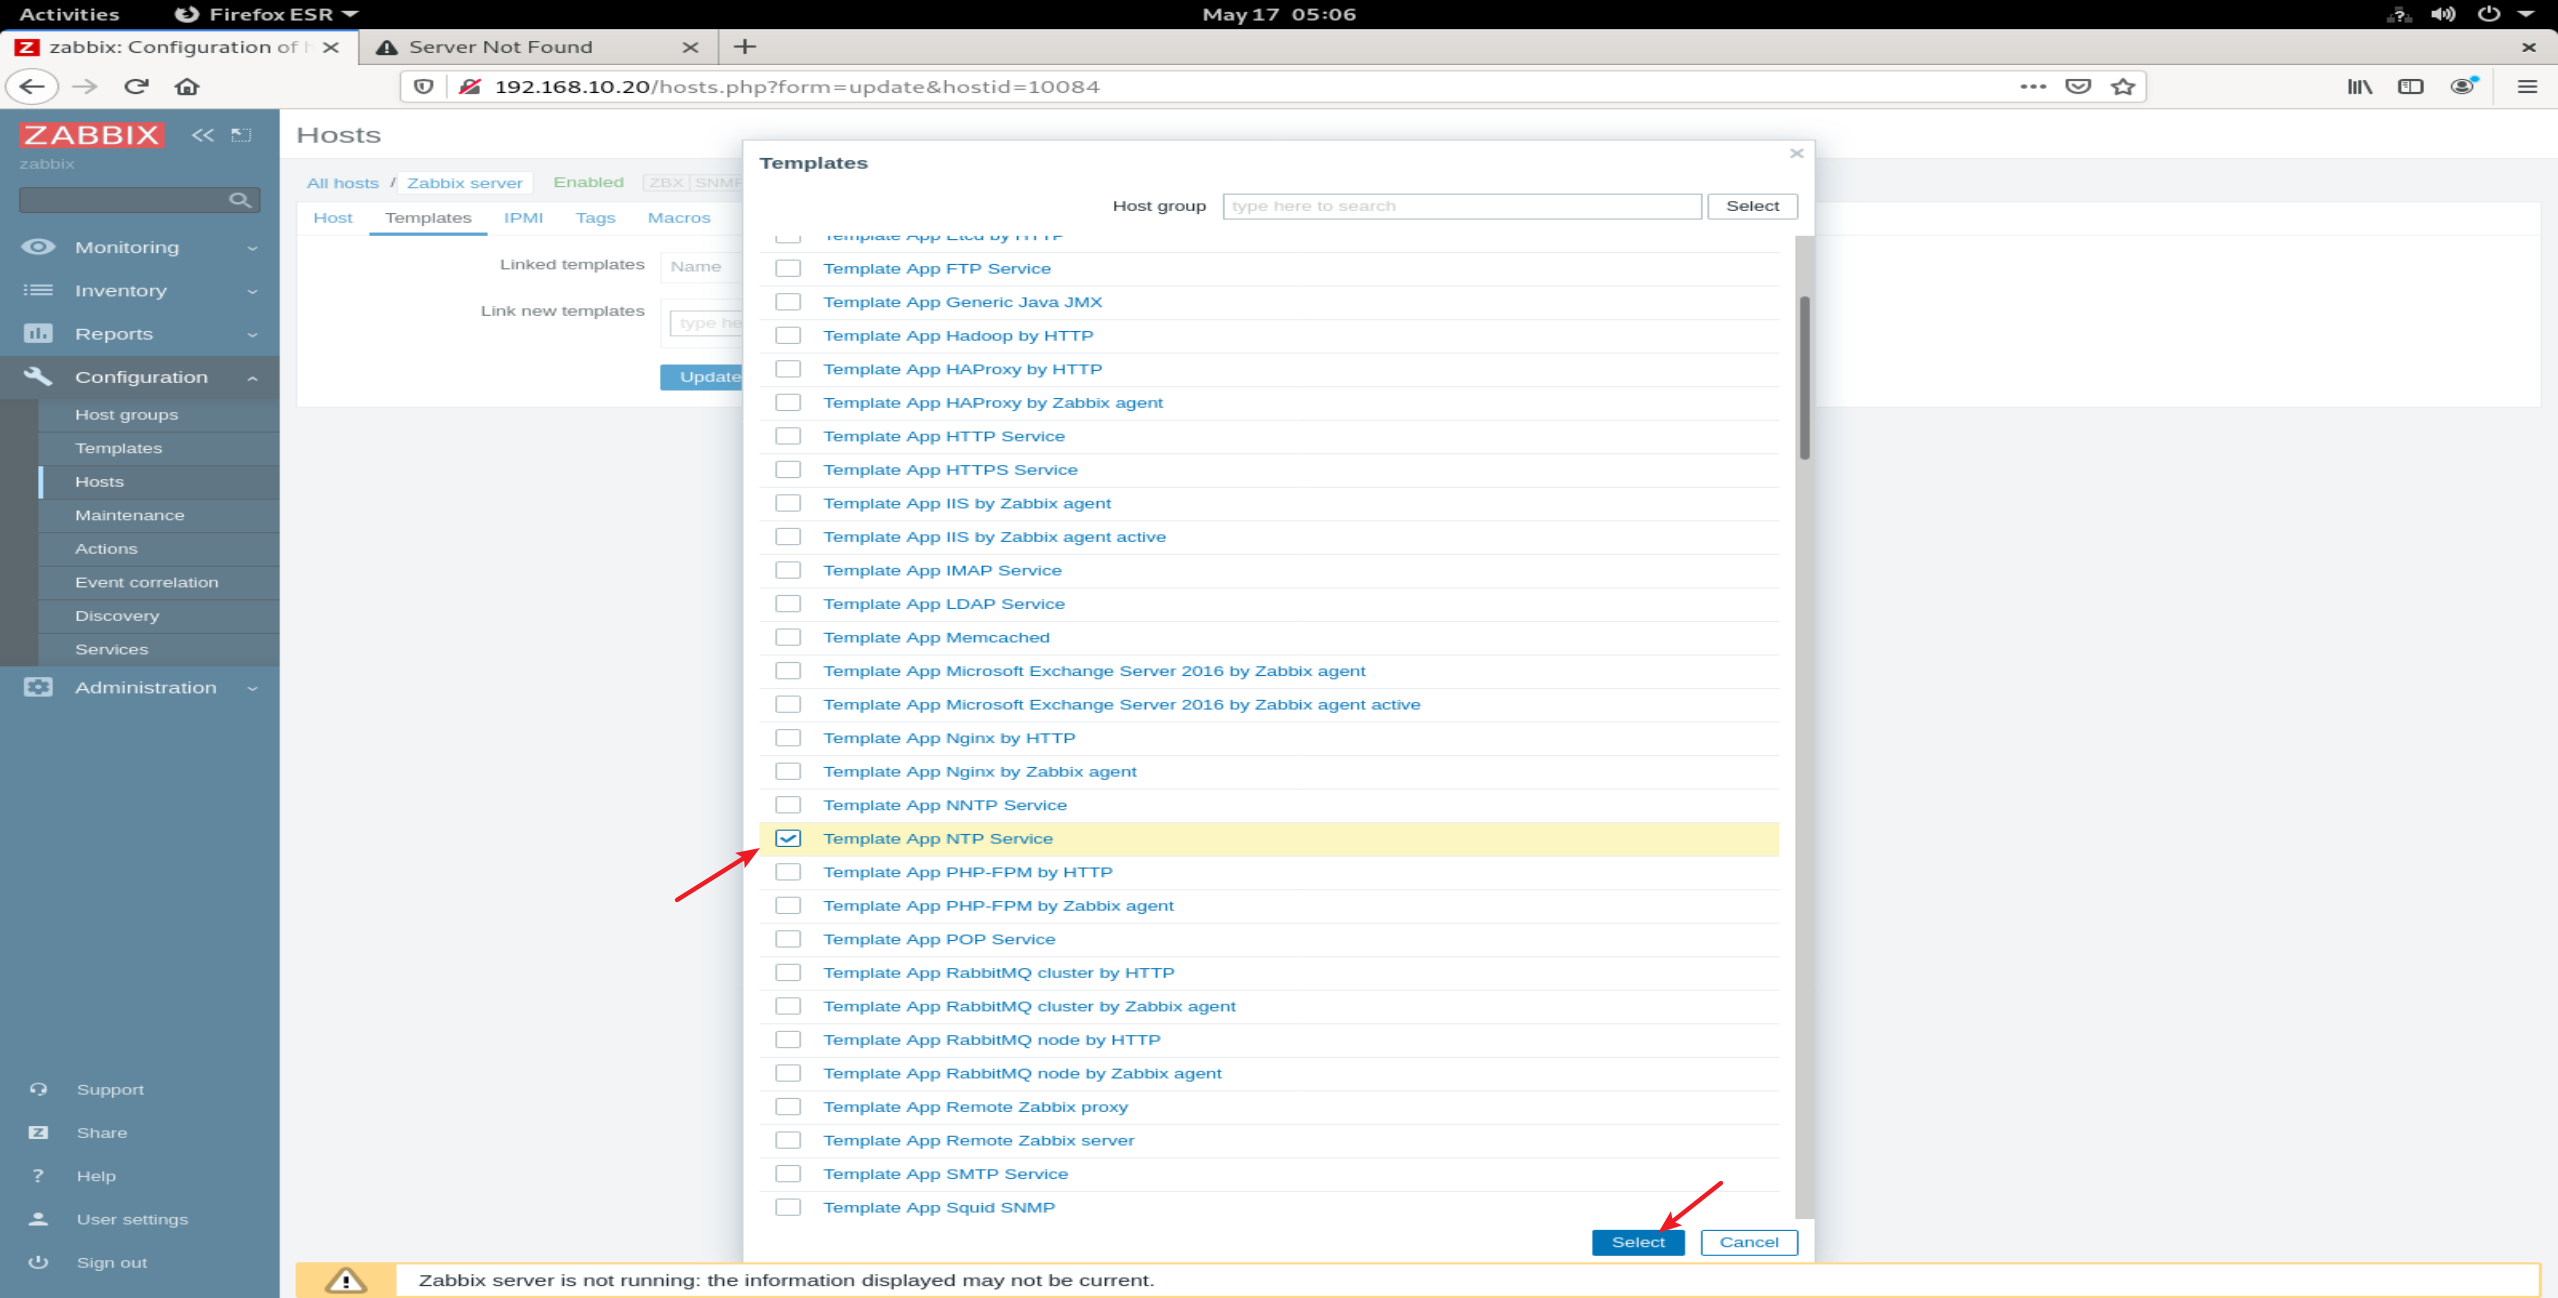 Activities
Firefox ESR
May 17 05:06
zabbix: Configuration of h
Server Not Found
192.168.10.20/hosts.php?form=update&hostid=10084
ZABBIX
zabbix
Monitoring
Inventory
Reports
Configuration
Host groups
Templates
Hosts
Maintenance
Actions
Event correlation
Discovery
Services
Administration
Support
Share
Help
User settings
Sign out
Hosts
All hosts / Zabbix server Enabled ZBX SNMP
Host Templates IPMI Tags Macros
Linked templates Name
Link new templates type he
Update
Templates
Host group type here to search Select
Template App Etcd by HTTP
Template App FTP Service
Template App Generic Java JMX
Template App Hadoop by HTTP
Template App HAProxy by HTTP
Template App HAProxy by Zabbix agent
Template App HTTP Service
Template App HTTPS Service
Template App IIS by Zabbix agent
Template App IIS by Zabbix agent active
Template App IMAP Service
Template App LDAP Service
Template App Memcached
Template App Microsoft Exchange Server 2016 by Zabbix agent
Template App Microsoft Exchange Server 2016 by Zabbix agent active
Template App Nginx by HTTP
Template App Nginx by Zabbix agent
Template App NNTP Service
Template App NTP Service
Template App PHP-FPM by HTTP
Template App PHP-FPM by Zabbix agent
Template App POP Service
Template App RabbitMQ cluster by HTTP
Template App RabbitMQ cluster by Zabbix agent
Template App RabbitMQ node by HTTP
Template App RabbitMQ node by Zabbix agent
Template App Remote Zabbix proxy
Template App Remote Zabbix server
Template App SMTP Service
Template App Squid SNMP
Select Cancel
Zabbix server is not running: the information displayed may not be current.